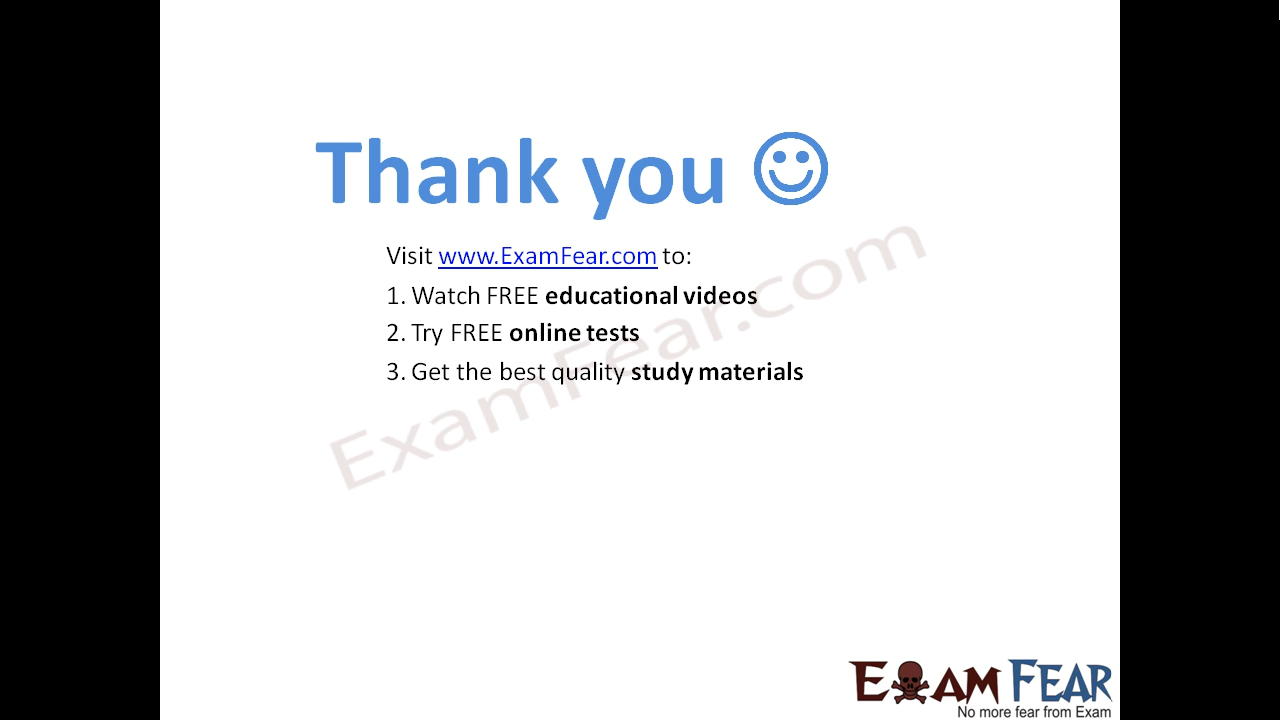 Thank you
Visit www.ExamFear.com to:
1. Watch FREE educational videos
2. Try FREE online tests
3. Get the best quality study materials
ExamFear.com
EXAM FEAR
No more fear from Exam